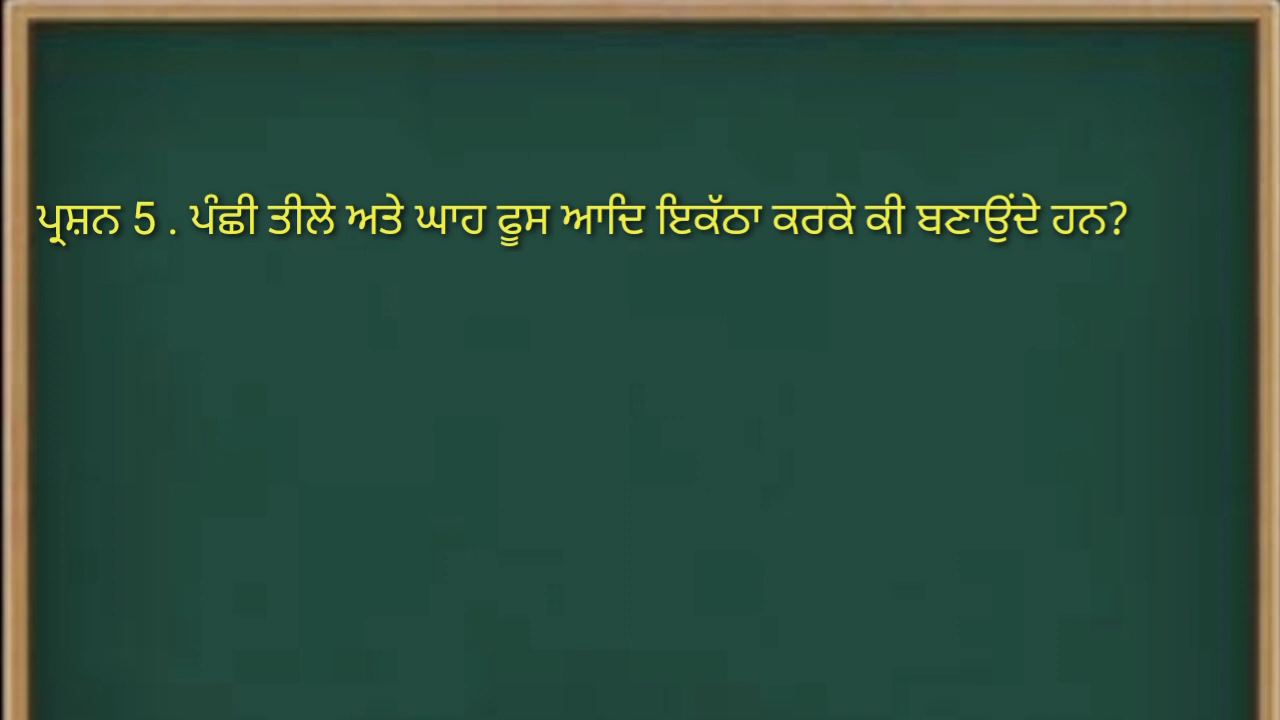 ਪ੍ਰਸ਼ਨ 5 . ਪੰਛੀ ਤੀਲੇ ਅਤੇ ਘਾਹ ਫੂਸ ਆਦਿ ਇਕੱਠਾ ਕਰਕੇ ਕੀ ਬਣਾਉਂਦੇ ਹਨ?